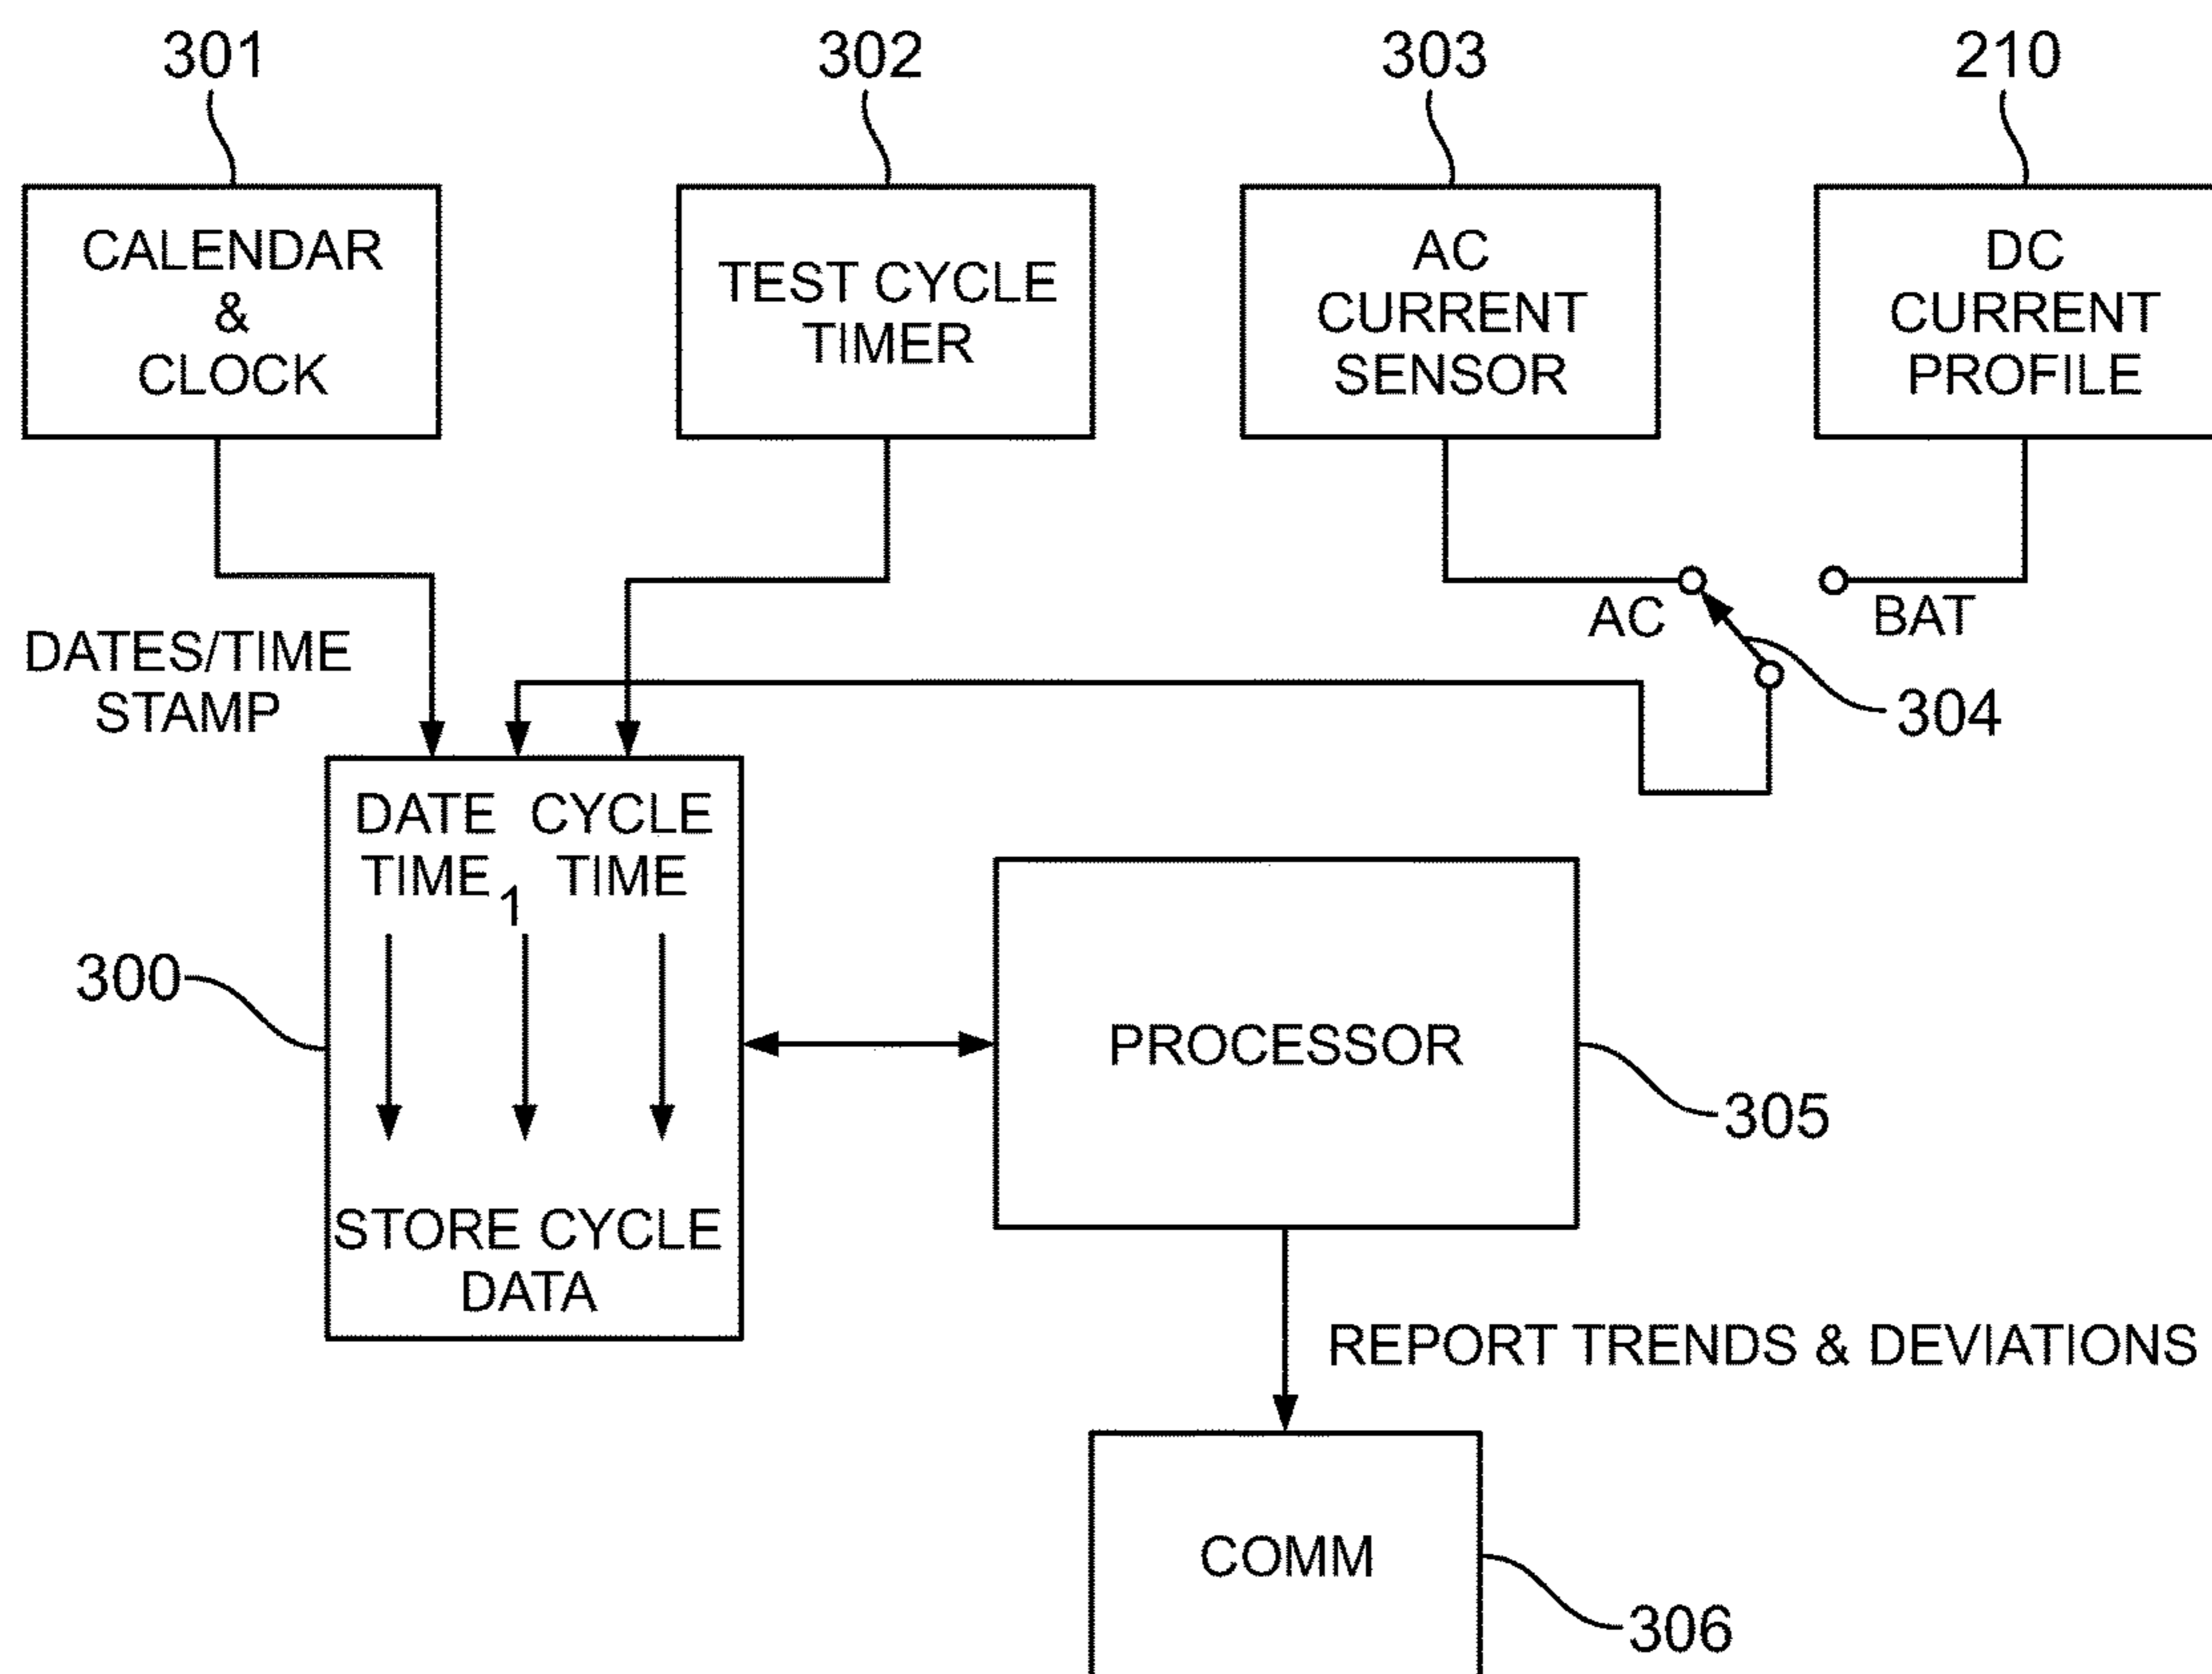 301
302
303
210
CALENDAR
&
CLOCK
TEST CYCLE
TIMER
AC
CURRENT
SENSOR
DC
CURRENT
PROFILE
AC
BAT
304
DATES/TIME
STAMP
DATE CYCLE
TIME 1 TIME
300
STORE CYCLE
DATA
PROCESSOR
305
REPORT TRENDS & DEVIATIONS
COMM
306